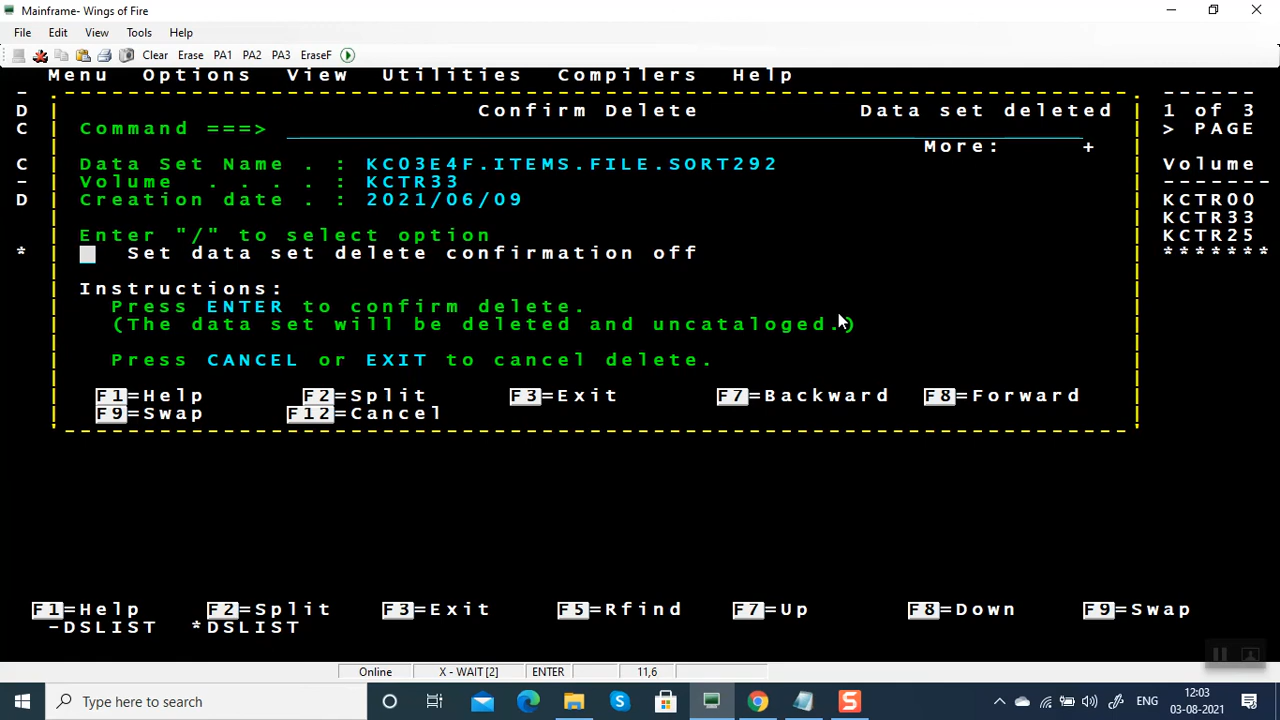 Mainframe- Wings of Fire
File Edit View Tools Help
Clear Erase PA1 PA2 PA3 EraseF
Menu Options View Utilities Compilers Help
D Confirm Delete Data set deleted 1 of 3
C Command ===> > PAGE
More: +
C Data Set Name . : KC03E4F.ITEMS.FILE.SORT292 Volume
- Volume . . . . : KCTR33 -------
D Creation date . : 2021/06/09 KCTR00
KCTR33
Enter "/" to select option KCTR25
* Set data set delete confirmation off *******
Instructions:
Press ENTER to confirm delete.
(The data set will be deleted and uncataloged.)
Press CANCEL or EXIT to cancel delete.
F1=Help F2=Split F3=Exit F7=Backward F8=Forward
F9=Swap F12=Cancel
F1=Help F2=Split F3=Exit F5=Rfind F7=Up F8=Down F9=Swap
-DSLIST *DSLIST
Online X - WAIT [2] ENTER 11,6
Type here to search
ENG
12:03
03-08-2021